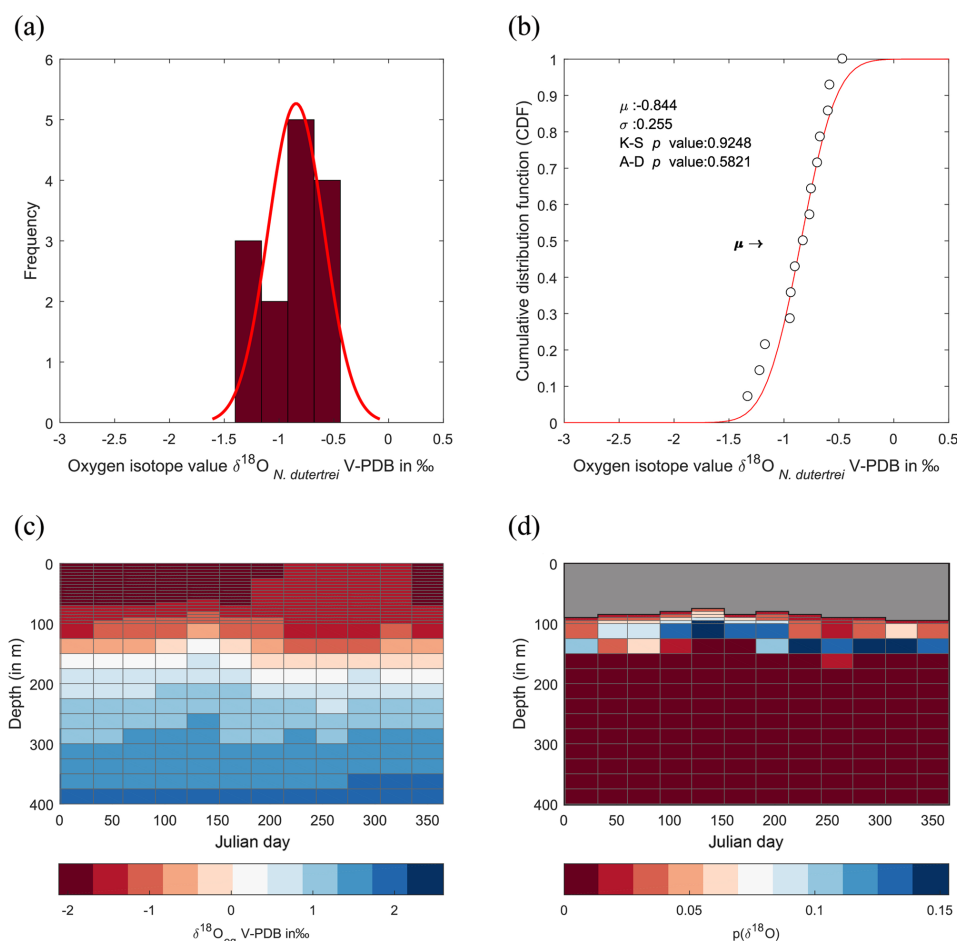 (a)
6
5
4
3
2
1
0
Frequency
-3 -2.5 -2 -1.5 -1 -0.5 0 0.5
Oxygen isotope value δ18O N. dutertrei V-PDB in ‰
(b)
1
0.9
0.8
0.7
0.6
0.5
0.4
0.3
0.2
0.1
0
Cumulative distribution function (CDF)
μ :-0.844
σ :0.255
K-S p value:0.9248
A-D p value:0.5821
μ →
-3 -2.5 -2 -1.5 -1 -0.5 0 0.5
Oxygen isotope value δ18O N. dutertrei V-PDB in ‰
(c)
0
100
200
300
400
Depth (in m)
0 50 100 150 200 250 300 350
Julian day
-2 -1 0 1 2
δ18Oeq V-PDB in‰
(d)
0
100
200
300
400
Depth (in m)
0 50 100 150 200 250 300 350
Julian day
0 0.05 0.1 0.15
p(δ18O)